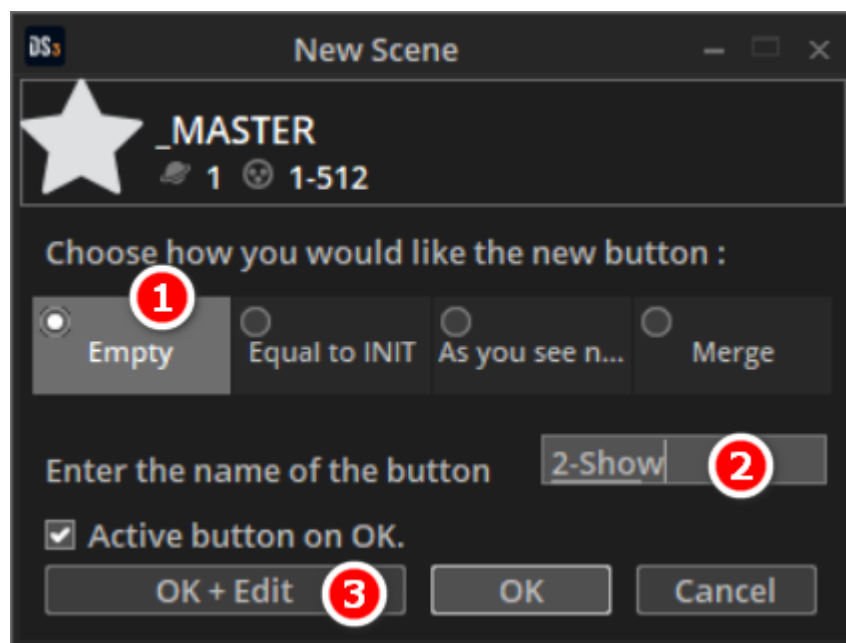 DS3 New Scene
_MASTER
1 1-512
Choose how you would like the new button :
1
Empty Equal to INIT As you see n... Merge
Enter the name of the button 2-Show 2
Active button on OK.
OK + Edit 3 OK Cancel